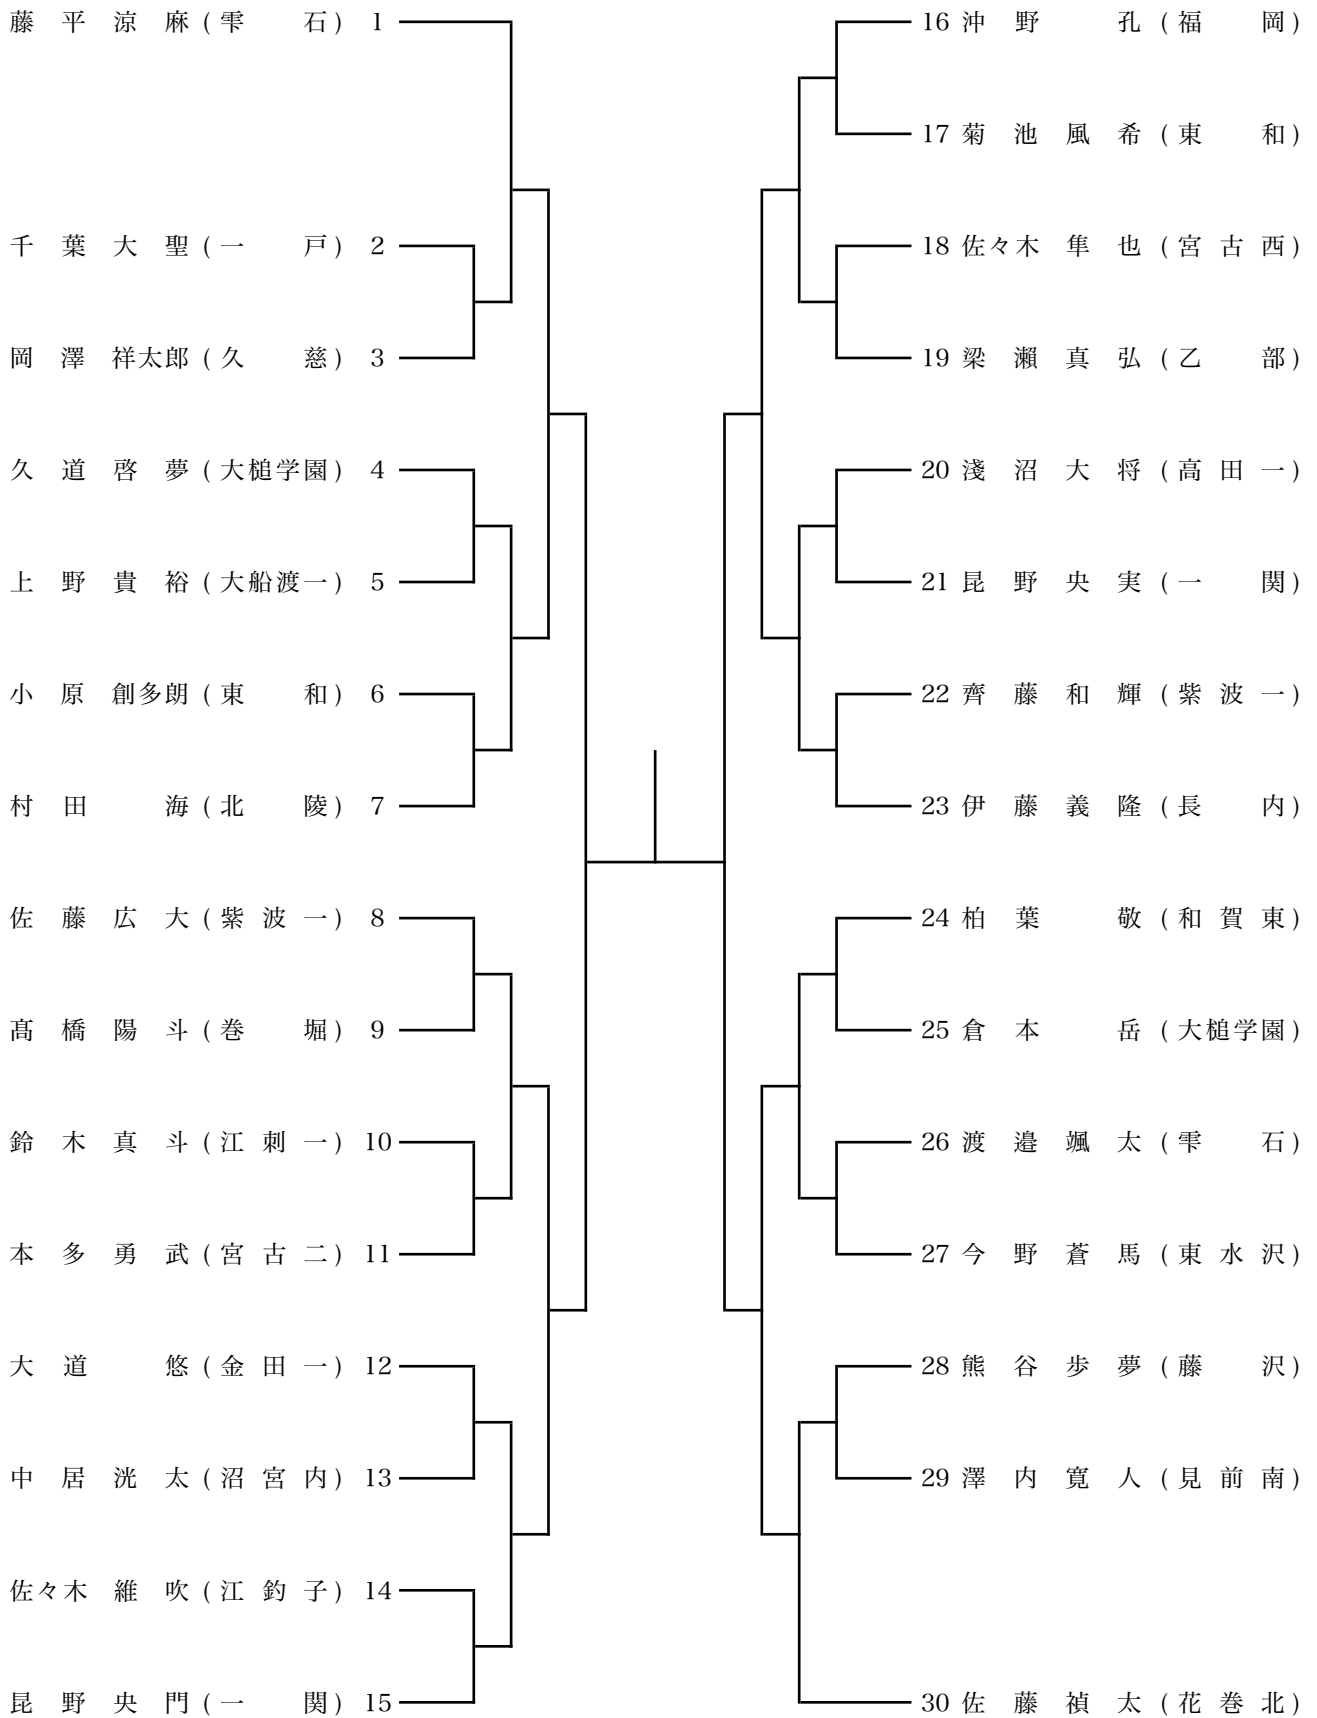 藤平涼麻(雫石) 1
千葉大聖(一戸) 2
岡澤祥太郎(久慈) 3
久道啓夢(大槌学園) 4
上野貴裕(大船渡一) 5
小原創多朗(東和) 6
村田海(北陵) 7
佐藤広大(紫波一) 8
髙橋陽斗(巻堀) 9
鈴木真斗(江刺一) 10
本多勇武(宮古二) 11
大道悠(金田一) 12
中居洸太(沼宮内) 13
佐々木維吹(江釣子) 14
昆野央門(一関) 15
16 沖野孔(福岡)
17 菊池風希(東和)
18 佐々木隼也(宮古西)
19 梁瀨真弘(乙部)
20 淺沼大将(高田一)
21 昆野央実(一関)
22 齊藤和輝(紫波一)
23 伊藤義隆(長内)
24 柏葉敬(和賀東)
25 倉本岳(大槌学園)
26 渡邉颯太(雫石)
27 今野蒼馬(東水沢)
28 熊谷歩夢(藤沢)
29 澤内寛人(見前南)
30 佐藤禎太(花巻北)